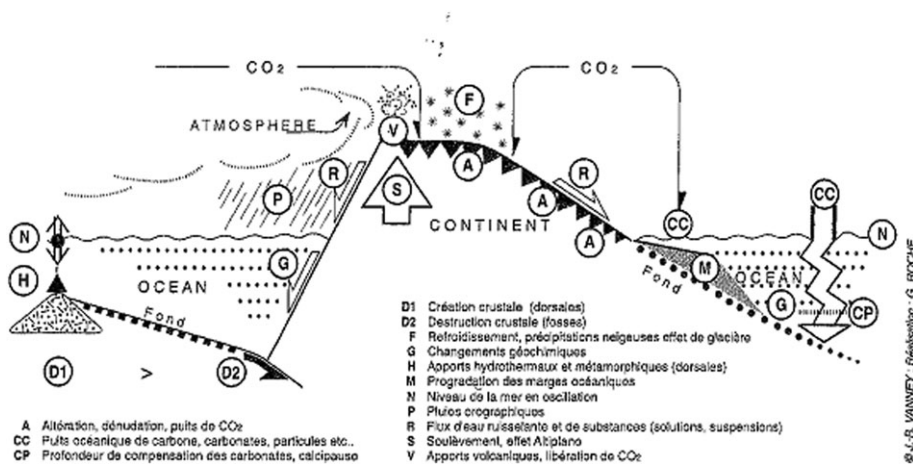 CO₂
CO₂
F
ATMOSPHERE
V
A
R
R
P
S
CC
CC
A
CONTINENT
N
N
A
G
M
H
OCEAN
OCEAN
Fond
Fond
G
CP
D1
>
D2
D1 Création crustale (dorsales)
D2 Destruction crustale (fosses)
F Refroidissement, précipitations neigeuses effet de glacière
G Changements géochimiques
H Apports hydrothermaux et métamorphiques (dorsales)
M Progradation des marges océaniques
N Niveau de la mer en oscillation
P Pluies orographiques
R Flux d'eau ruisselante et de substances (solutions, suspensions)
S Soulèvement, effet Altiplano
V Apports volcaniques, libération de CO₂
A Altération, dénudation, puits de CO₂
CC Puits océanique de carbone, carbonates, particules etc..
CP Profondeur de compensation des carbonates, calcipause
© J.-R. VANNEY : Réalisation : G. ROCHE